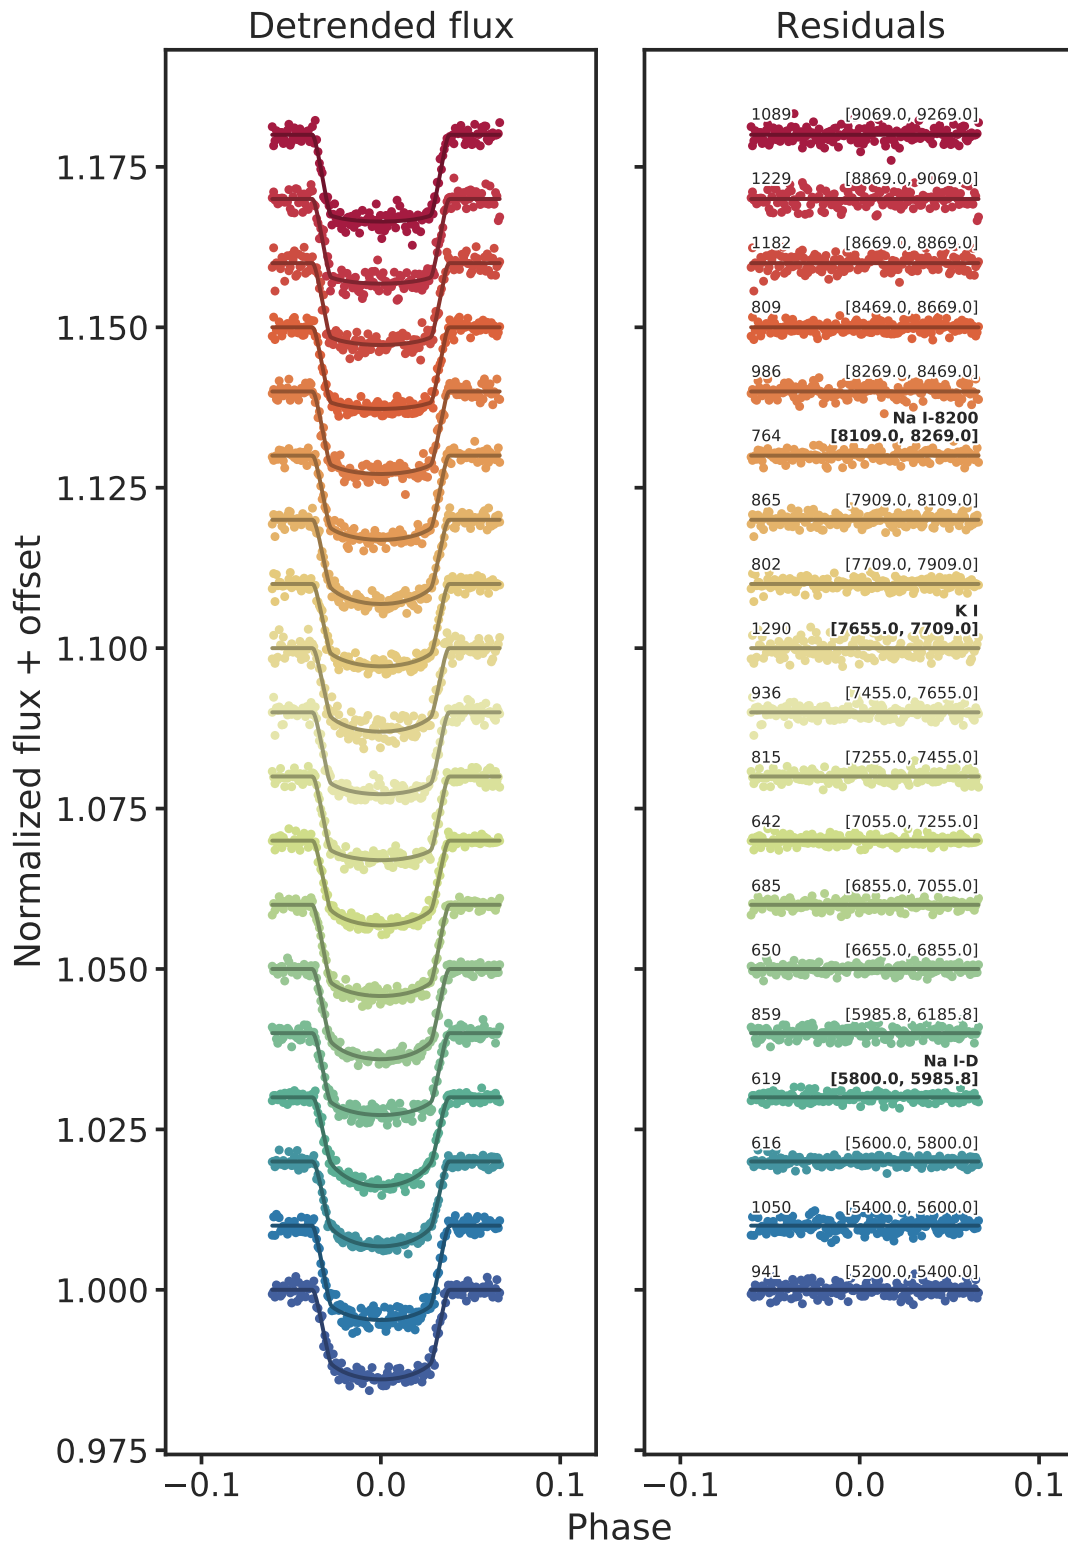 Detrended flux
Residuals
Normalized flux + offset
1.175
1.150
1.125
1.100
1.075
1.050
1.025
1.000
0.975
−0.1
0.0
0.1
−0.1
0.0
0.1
Phase
1089 [9069.0, 9269.0]
1229 [8869.0, 9069.0]
1182 [8669.0, 8869.0]
809 [8469.0, 8669.0]
986 [8269.0, 8469.0]
Na I-8200
764 [8109.0, 8269.0]
865 [7909.0, 8109.0]
802 [7709.0, 7909.0]
K I
1290 [7655.0, 7709.0]
936 [7455.0, 7655.0]
815 [7255.0, 7455.0]
642 [7055.0, 7255.0]
685 [6855.0, 7055.0]
650 [6655.0, 6855.0]
859 [5985.8, 6185.8]
Na I-D
619 [5800.0, 5985.8]
616 [5600.0, 5800.0]
1050 [5400.0, 5600.0]
941 [5200.0, 5400.0]